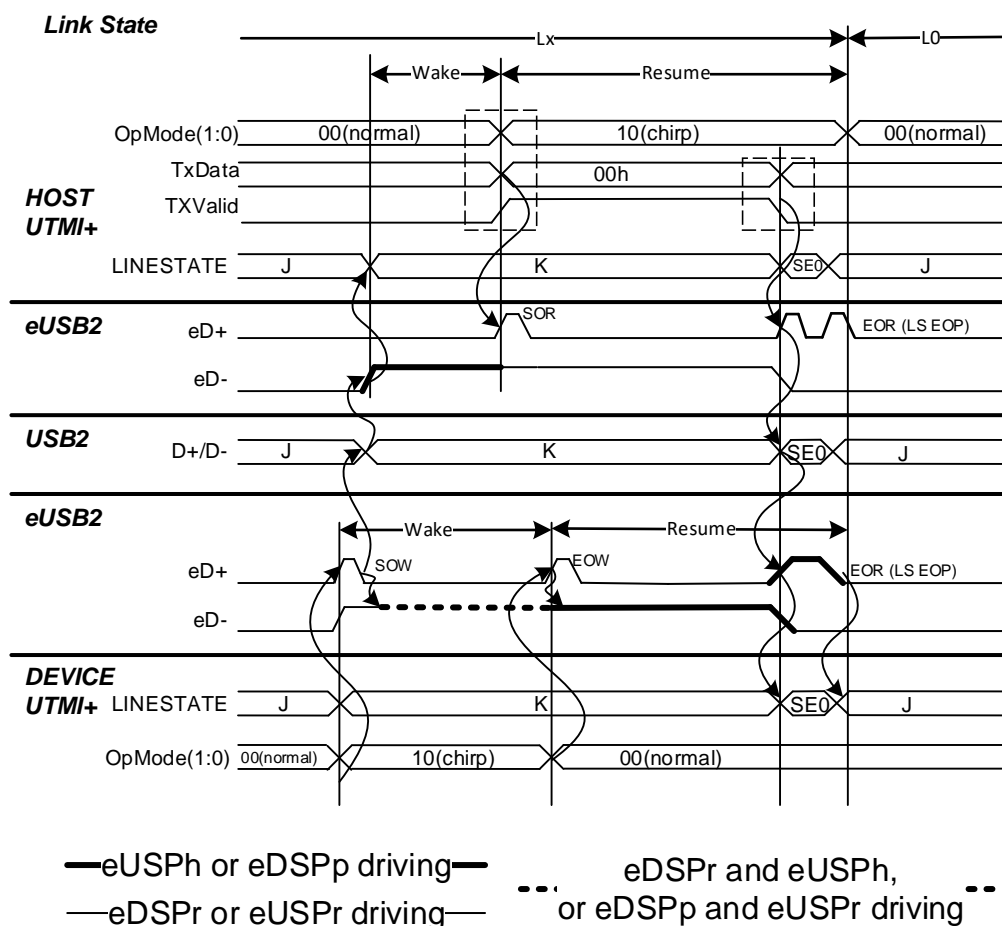 Link State
Lx
L0
Wake
Resume
OpMode(1:0)
00(normal)
10(chirp)
00(normal)
TxData
00h
HOST
UTMI+
TXValid
LINESTATE
J
K
SE0
J
eUSB2
eD+
SOR
EOR (LS EOP)
eD-
USB2
D+/D-
J
K
SE0
J
eUSB2
Wake
Resume
eD+
SOW
EOW
EOR (LS EOP)
eD-
DEVICE
UTMI+
LINESTATE
J
K
SE0
J
OpMode(1:0)
00(normal)
10(chirp)
00(normal)
eUSPh or eDSPp driving
eDSPr or eUSPr driving
eDSPr and eUSPh,
or eDSPp and eUSPr driving